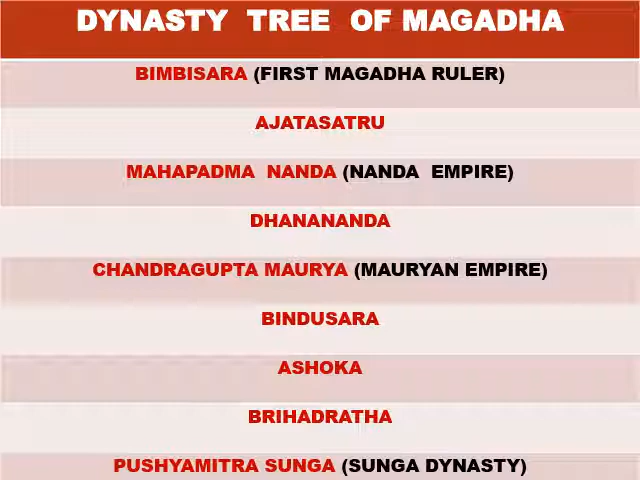 DYNASTY TREE OF MAGADHA
BIMBISARA (FIRST MAGADHA RULER)
AJATASATRU
MAHAPADMA NANDA (NANDA EMPIRE)
DHANANANDA
CHANDRAGUPTA MAURYA (MAURYAN EMPIRE)
BINDUSARA
ASHOKA
BRIHADRATHA
PUSHYAMITRA SUNGA (SUNGA DYNASTY)